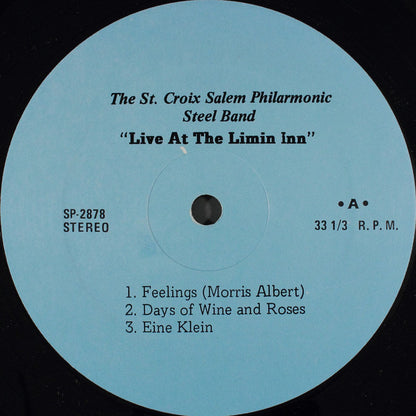 The St. Croix Salem Philarmonic
Steel Band
"Live At The Limin Inn"
SP-2878
STEREO
• A •
33 1/3 R. P. M.
1. Feelings (Morris Albert)
2. Days of Wine and Roses
3. Eine Klein